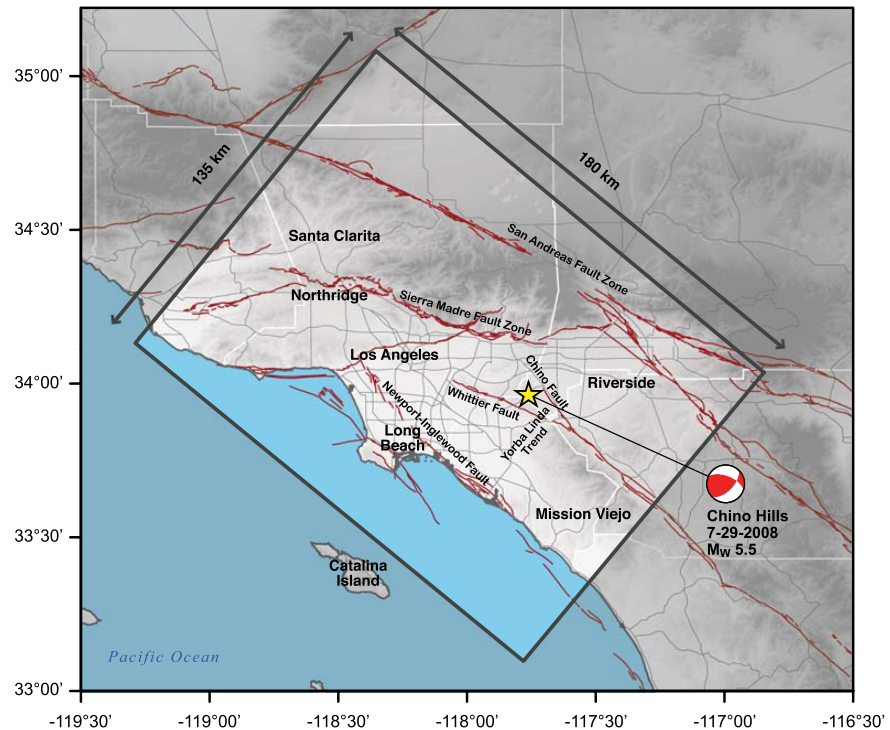 35°00'
34°30'
34°00'
33°30'
33°00'
-119°30'
-119°00'
-118°30'
-118°00'
-117°30'
-117°00'
-116°30'
135 km
180 km
Santa Clarita
San Andreas Fault Zone
Northridge
Sierra Madre Fault Zone
Los Angeles
Chino Fault
Riverside
Whittier Fault
Newport-Inglewood Fault
Yorba Linda
Trend
Long
Beach
Mission Viejo
Chino Hills
7-29-2008
MW 5.5
Catalina
Island
Pacific Ocean